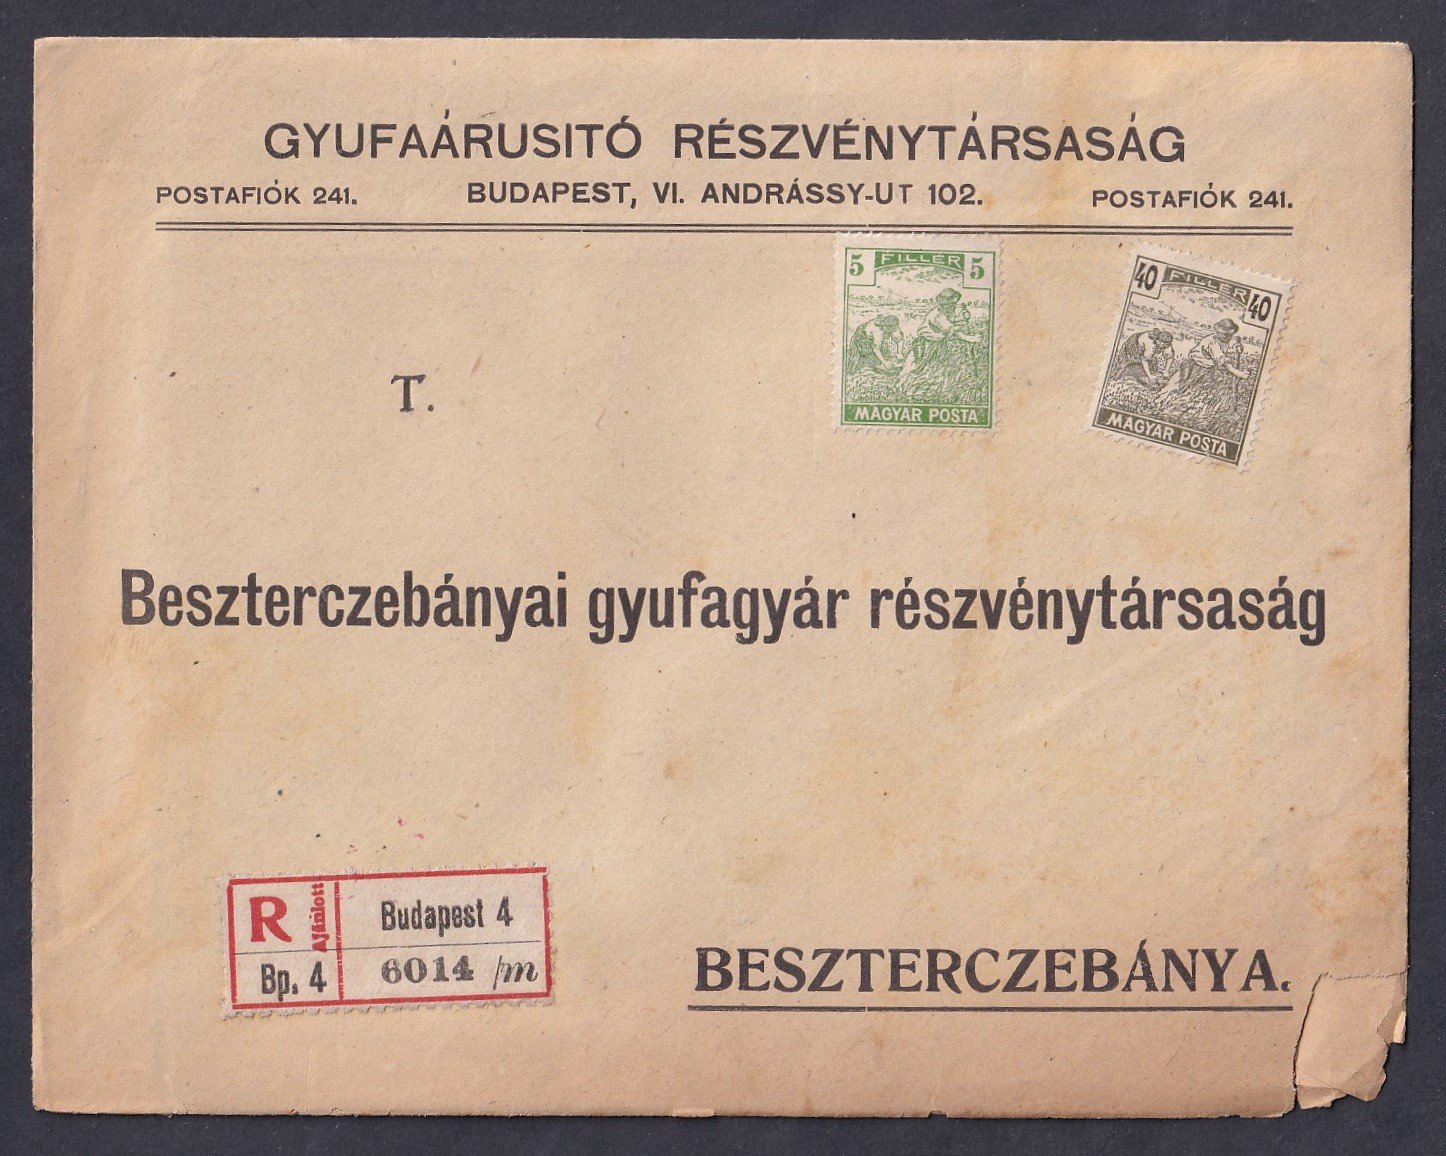 GYUFAÁRUSITÓ RÉSZVÉNYTÁRSASÁG
POSTAFIÓK 241. BUDAPEST, VI. ANDRÁSSY-UT 102. POSTAFIÓK 241.
5 FILLÉR 5
MAGYAR POSTA
40 FILLÉR 40
MAGYAR POSTA
T.
Beszterczebányai gyufagyár részvénytársaság
R Ajánlott Budapest 4
Bp. 4 6014 /m
BESZTERCZEBÁNYA.